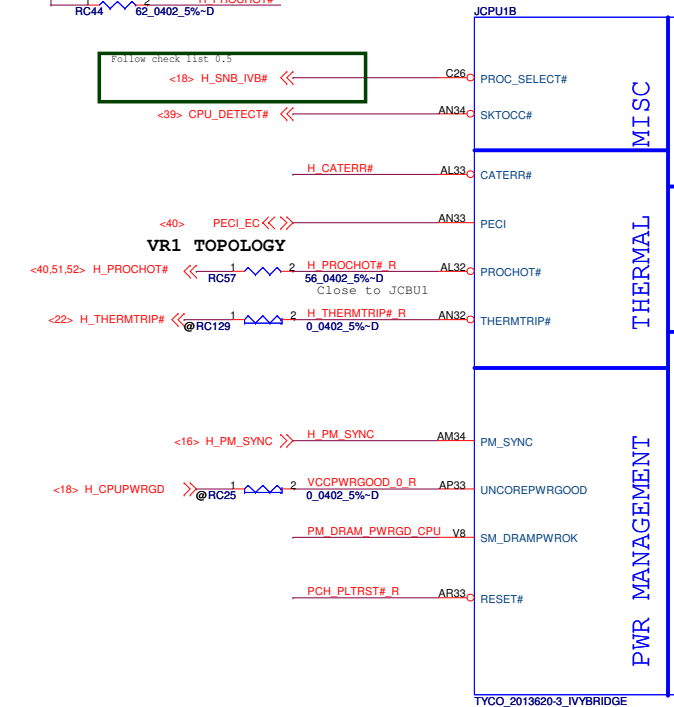 H_PROCHOT#
1 2
RC44 62_0402_5%~D
JCPU1B
Follow check list 0.5
<18> H_SNB_IVB# C26 PROC_SELECT#
<39> CPU_DETECT# AN34 SKTOCC#
MISC
H_CATERR# AL33 CATERR#
<40> PECI_EC AN33 PECI
VR1 TOPOLOGY
<40,51,52> H_PROCHOT# 1 2 H_PROCHOT#_R AL32 PROCHOT#
RC57 56_0402_5%~D
Close to JCBU1
<22> H_THERMTRIP# 1 2 H_THERMTRIP#_R AN32 THERMTRIP#
@RC129 0_0402_5%~D
THERMAL
<16> H_PM_SYNC H_PM_SYNC AM34 PM_SYNC
<18> H_CPUPWRGD 1 2 VCCPWRGOOD_0_R AP33 UNCOREPWRGOOD
@RC25 0_0402_5%~D
PM_DRAM_PWRGD_CPU V8 SM_DRAMPWROK
PCH_PLTRST#_R AR33 RESET#
PWR MANAGEMENT
TYCO_2013620-3_IVYBRIDGE